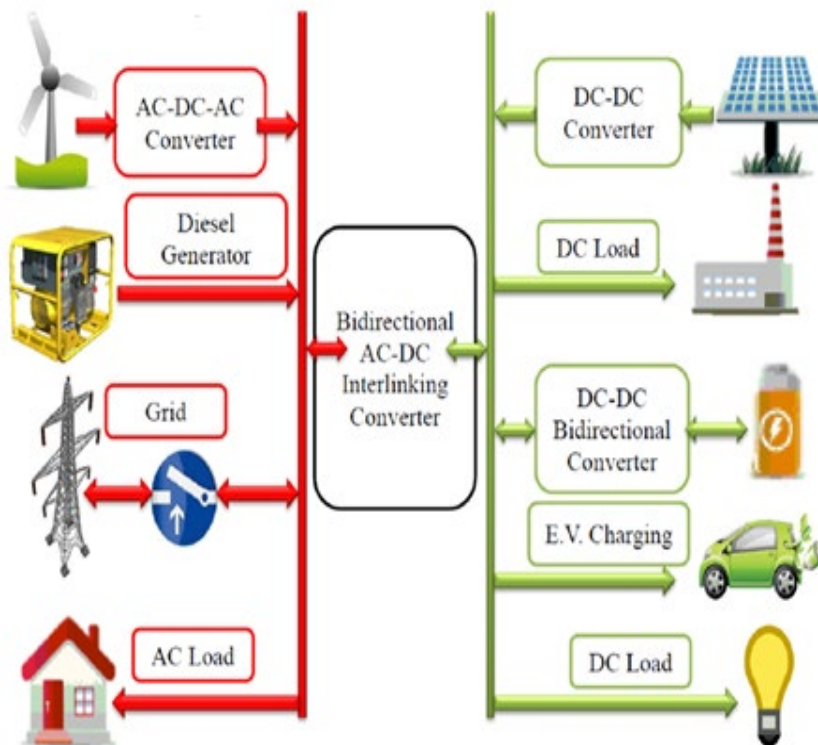 AC-DC-AC
Converter
Diesel
Generator
Grid
AC Load
Bidirectional
AC-DC
Interlinking
Converter
DC-DC
Converter
DC Load
DC-DC
Bidirectional
Converter
E.V. Charging
DC Load